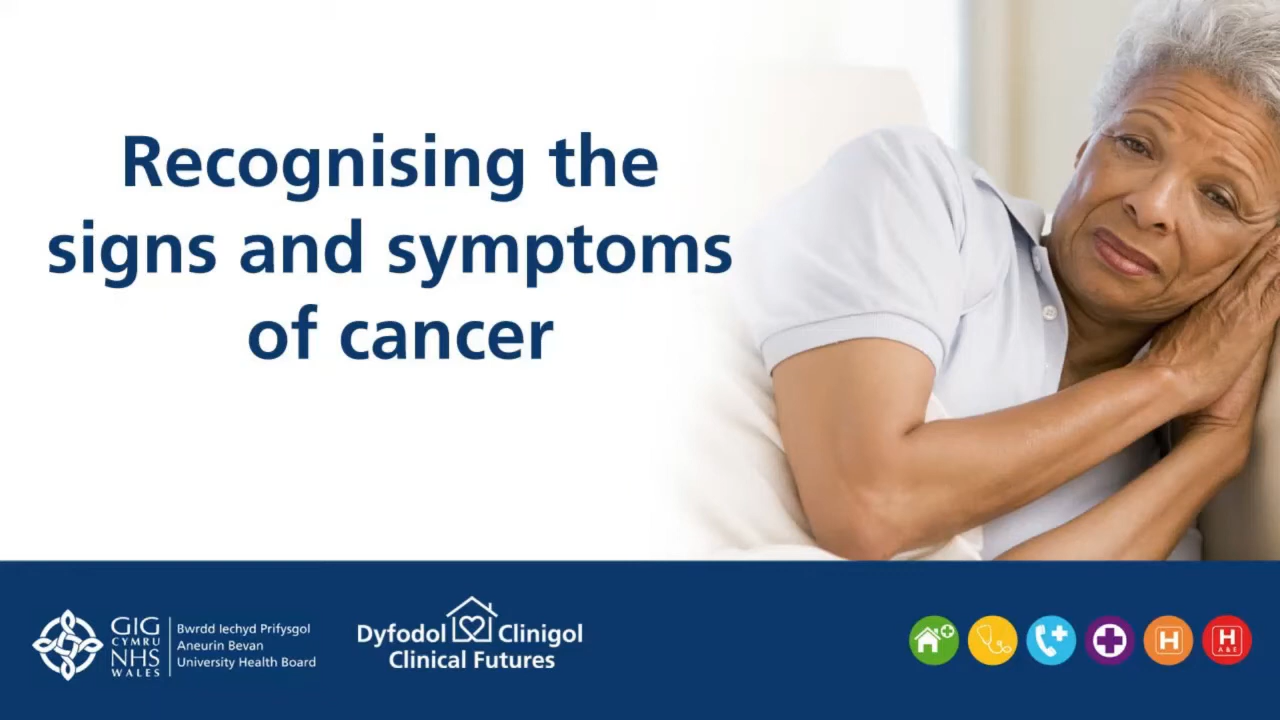 Recognising the
signs and symptoms
of cancer
GIG
CYMRU
NHS
WALES
Bwrdd Iechyd Prifysgol
Aneurin Bevan
University Health Board
Dyfodol Clinigol
Clinical Futures
H
H
A&E